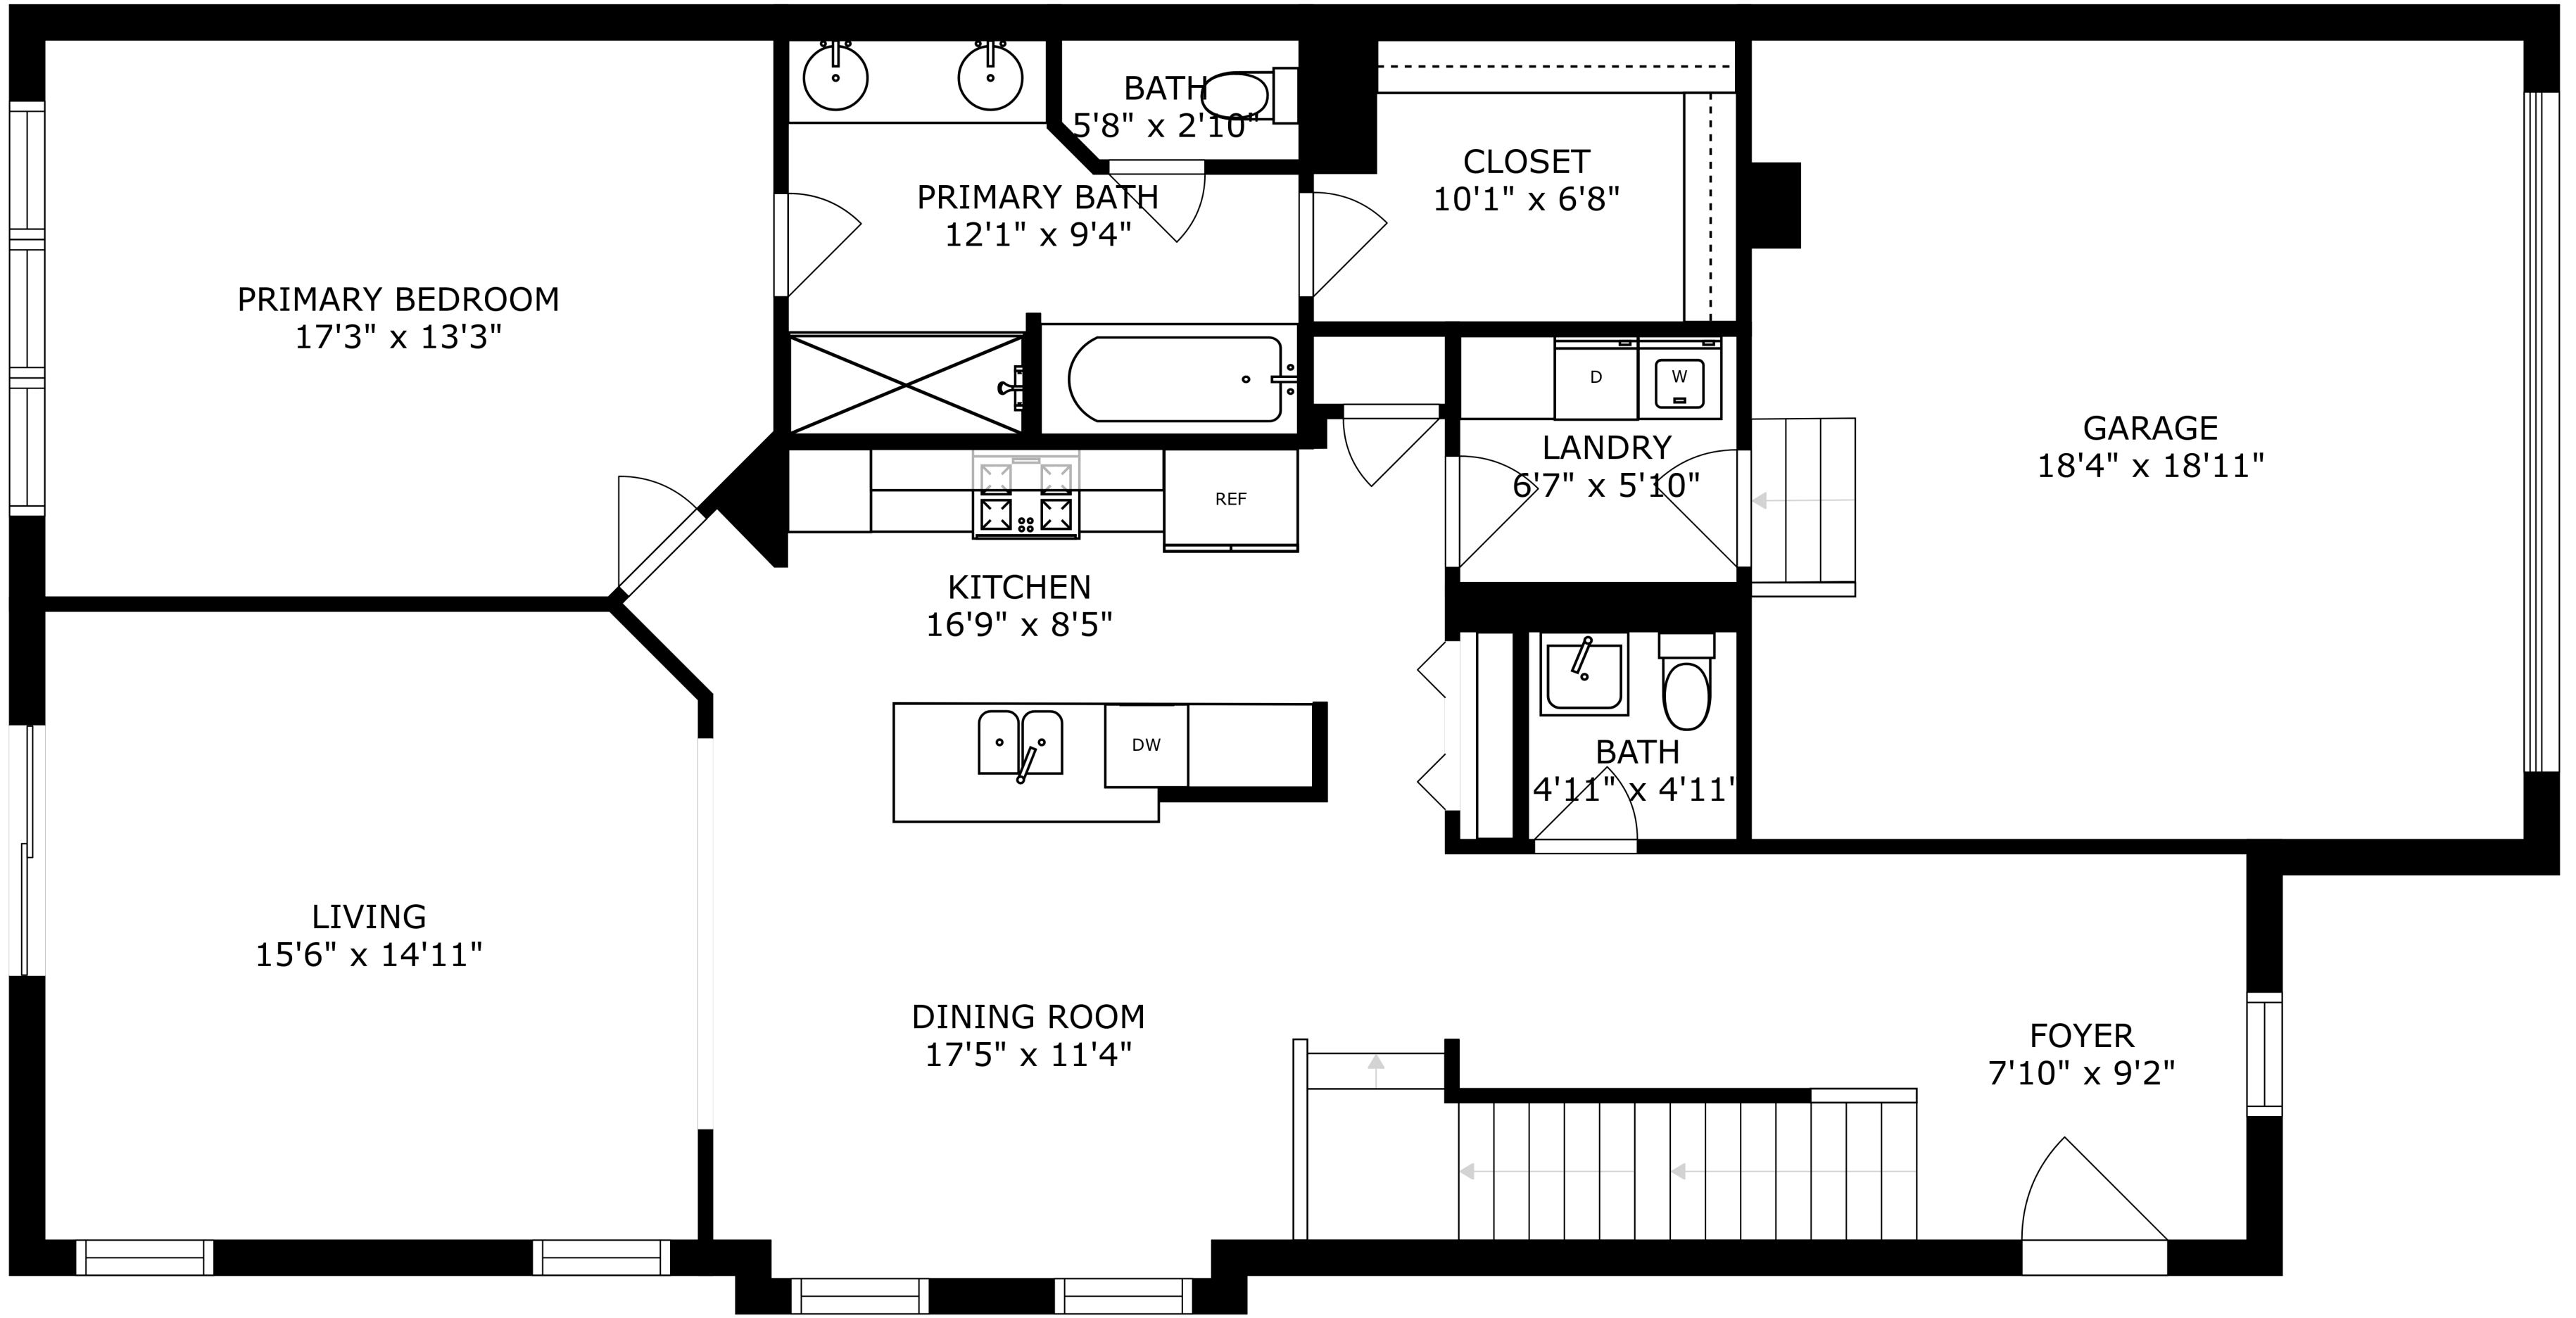 BATH
5'8" x 2'10"
CLOSET
10'1" x 6'8"
PRIMARY BATH
12'1" x 9'4"
PRIMARY BEDROOM
17'3" x 13'3"
D
W
GARAGE
18'4" x 18'11"
LANDRY
6'7" x 5'10"
REF
KITCHEN
16'9" x 8'5"
DW
BATH
4'11" x 4'11"
LIVING
15'6" x 14'11"
DINING ROOM
17'5" x 11'4"
FOYER
7'10" x 9'2"